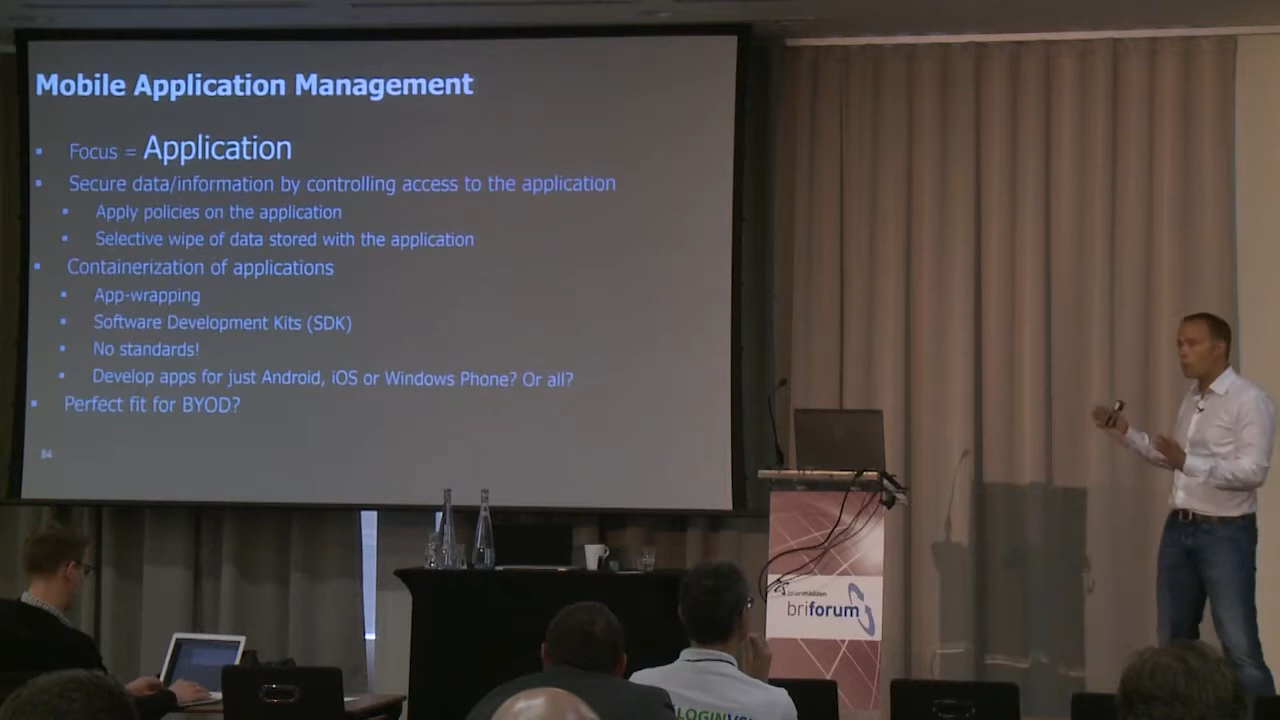 Mobile Application Management
Focus = Application
Secure data/information by controlling access to the application
Apply policies on the application
Selective wipe of data stored with the application
Containerization of applications
App-wrapping
Software Development Kits (SDK)
No standards!
Develop apps for just Android, iOS or Windows Phone? Or all?
Perfect fit for BYOD?
84
brianmadden
briforum
LOGINVSI